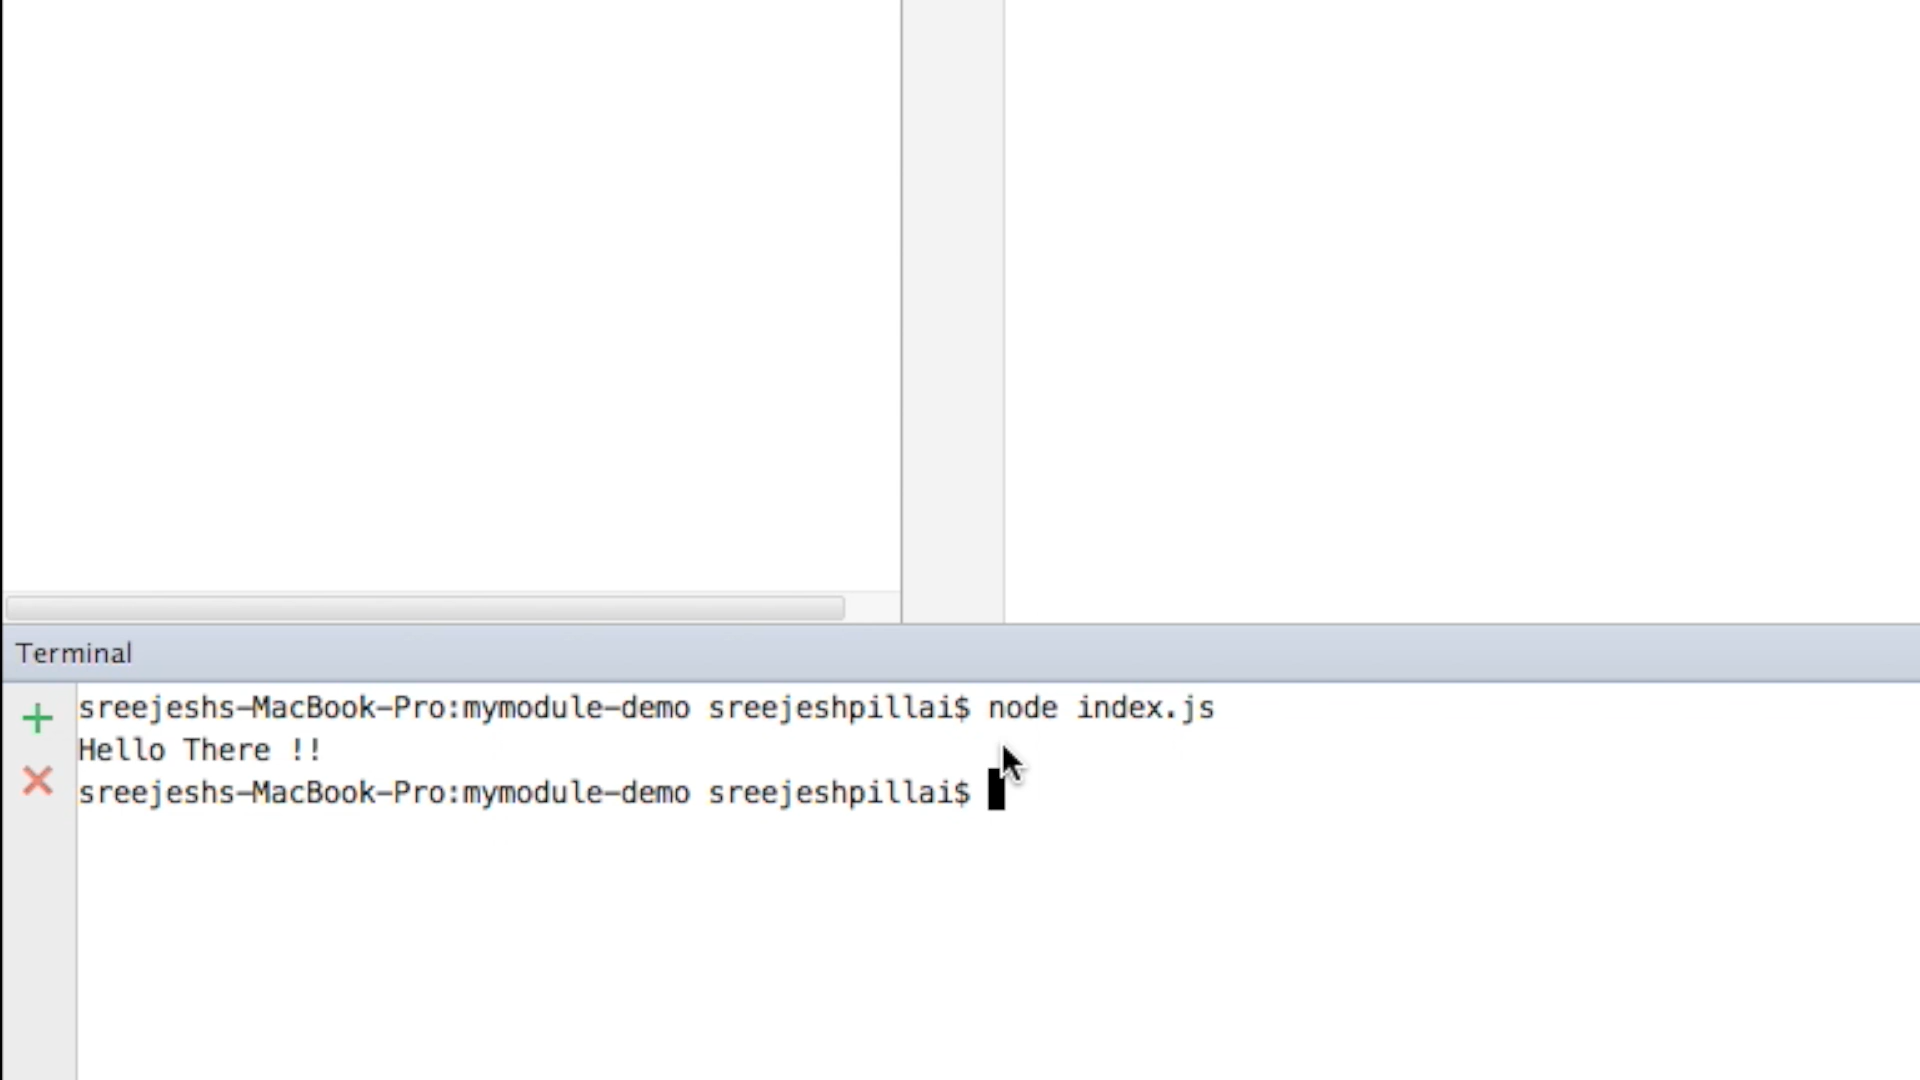 Terminal
sreejeshs-MacBook-Pro:mymodule-demo sreejeshpillai$ node index.js
Hello There !!
sreejeshs-MacBook-Pro:mymodule-demo sreejeshpillai$